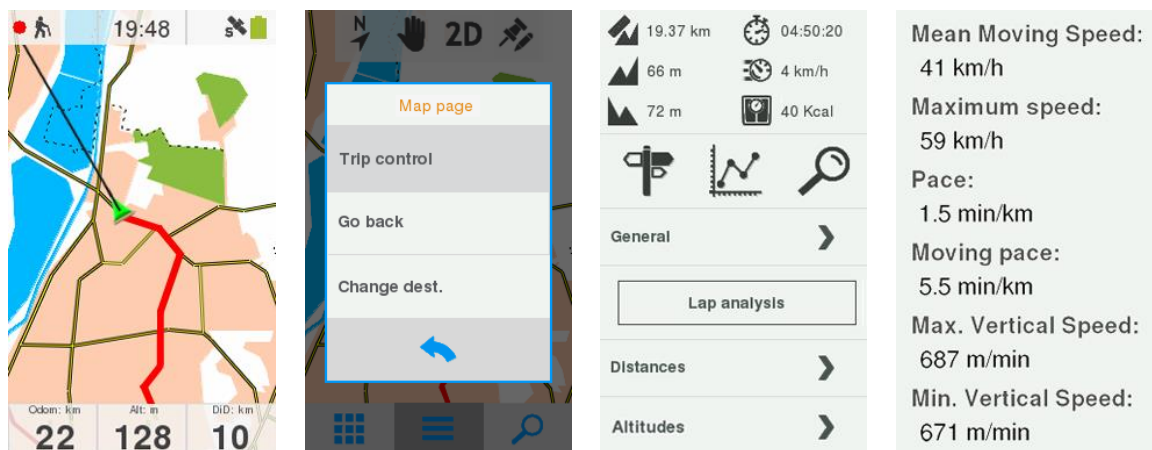 19:48
S
Odom: km
Alt: m
DiD: km
22
128
10
N
2D
Map page
Trip control
Go back
Change dest.
19.37 km
04:50:20
66 m
4 km/h
72 m
40 Kcal
General
Lap analysis
Distances
Altitudes
Mean Moving Speed:
41 km/h
Maximum speed:
59 km/h
Pace:
1.5 min/km
Moving pace:
5.5 min/km
Max. Vertical Speed:
687 m/min
Min. Vertical Speed:
671 m/min